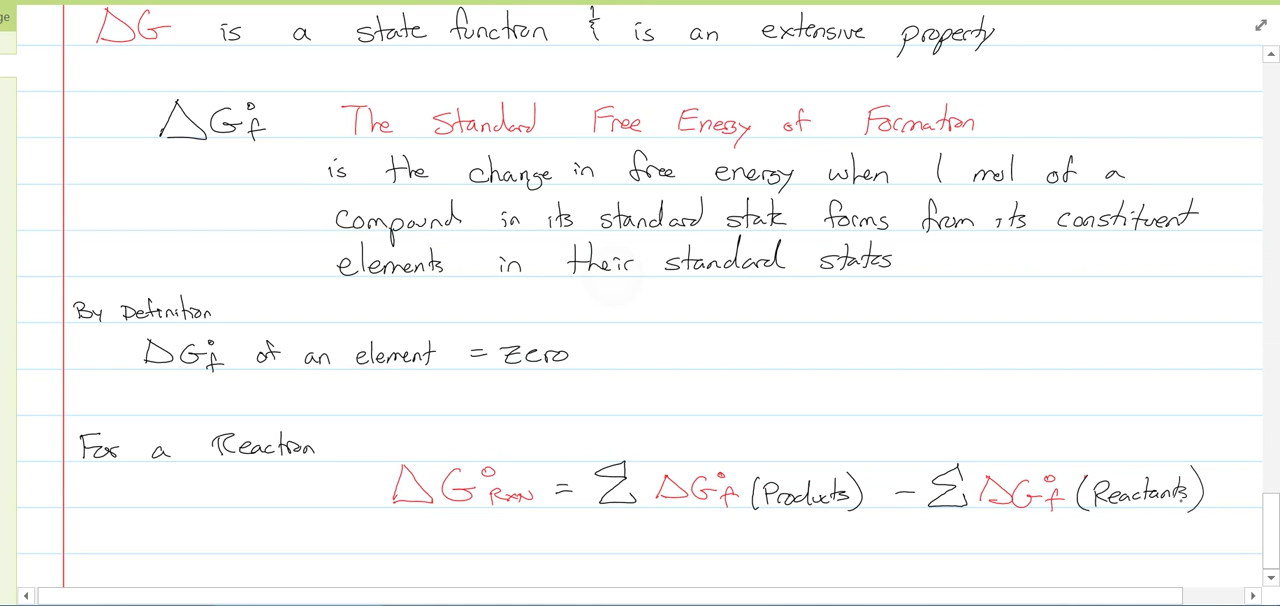 ge
ΔG is a state function & is an extensive property
ΔG°f The Standard Free Energy of Formation
is the change in free energy when 1 mol of a
compound in its standard state forms from its constituent
elements in their standard states
By Definition
ΔG°f of an element = zero
For a Reaction
ΔG°RXN = Σ ΔG°f (Products) - Σ ΔG°f (Reactants)